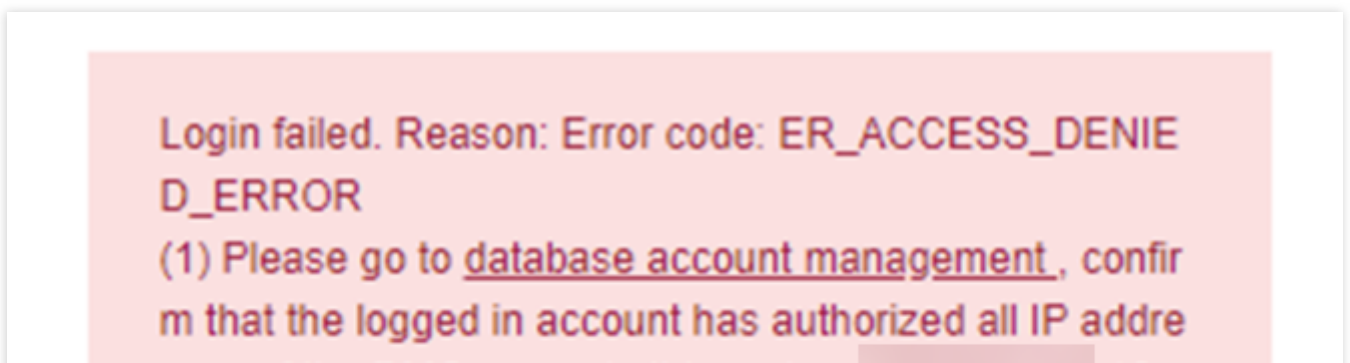 Login failed. Reason: Error code: ER_ACCESS_DENIE
D_ERROR
(1) Please go to database account management , confir
m that the logged in account has authorized all IP addre